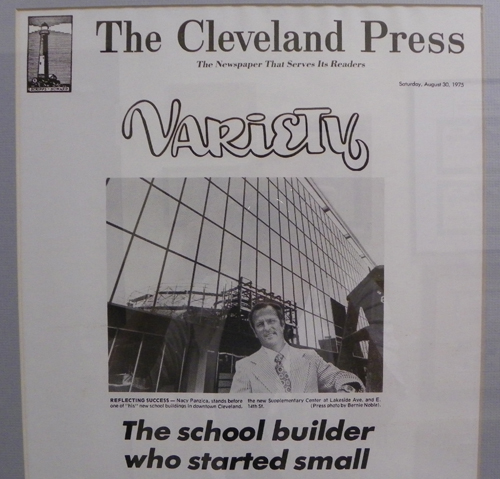 The Cleveland Press
The Newspaper That Serves Its Readers
Saturday, August 30, 1975
VARIETY
REFLECTING SUCCESS — Nacy Panzica, stands before
one of "his" new school buildings in downtown Cleveland,
the new Supplementary Center at Lakeside Ave. and E.
14th St. (Press photo by Bernie Noble).
The school builder
who started small